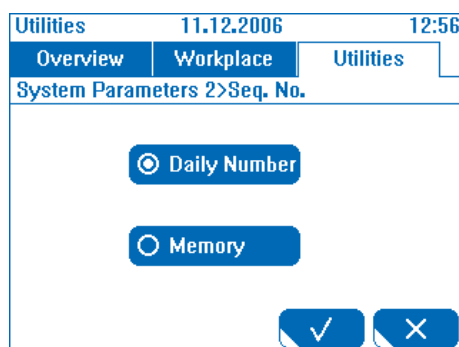 Utilities 11.12.2006 12:56
Overview Workplace Utilities
System Parameters 2>Seq. No.
Daily Number
Memory